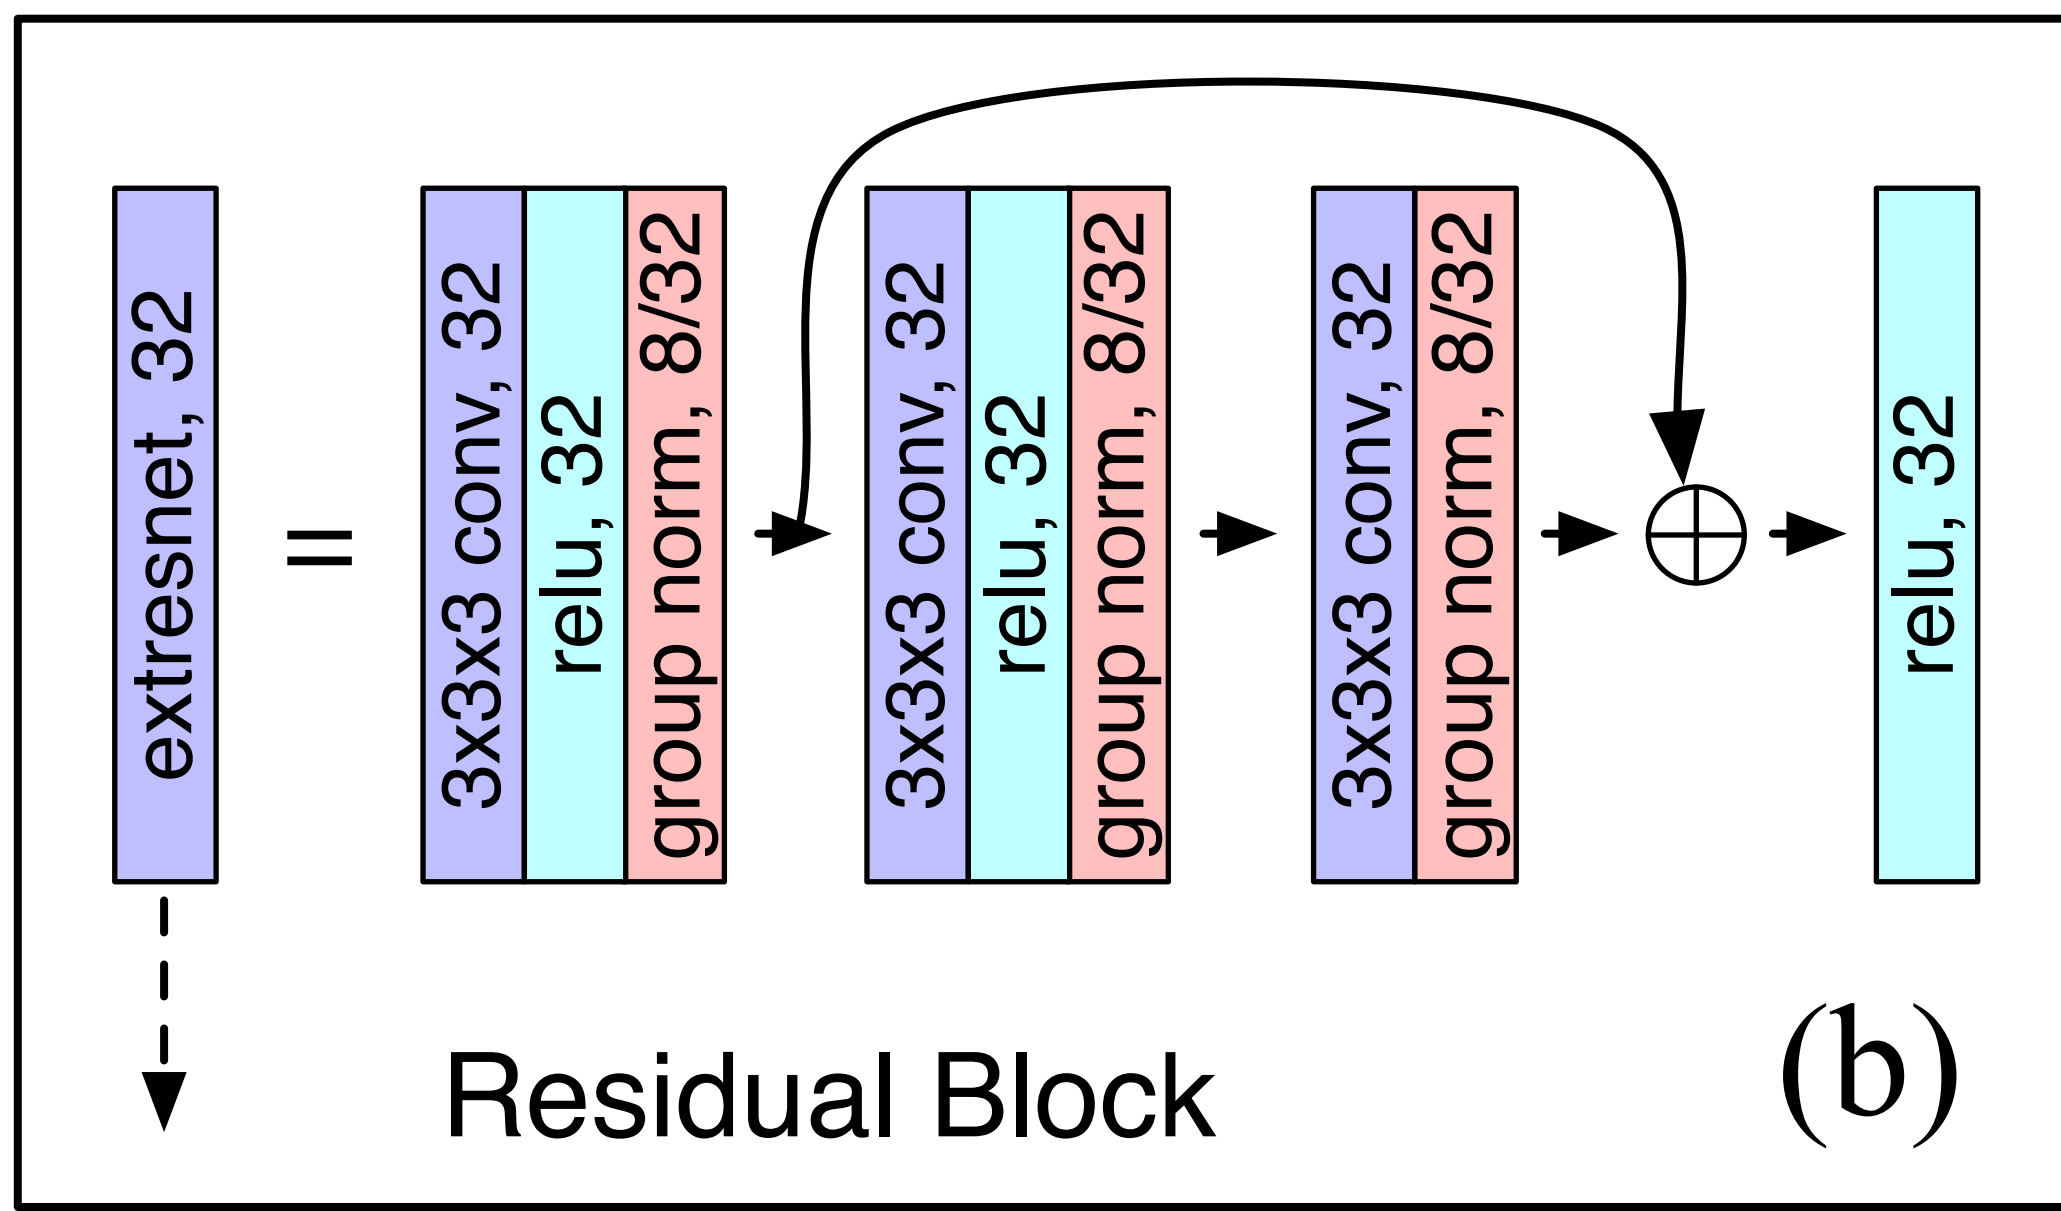 extresnet, 32
=
3x3x3 conv, 32
relu, 32
group norm, 8/32
3x3x3 conv, 32
relu, 32
group norm, 8/32
3x3x3 conv, 32
group norm, 8/32
relu, 32
Residual Block
(b)